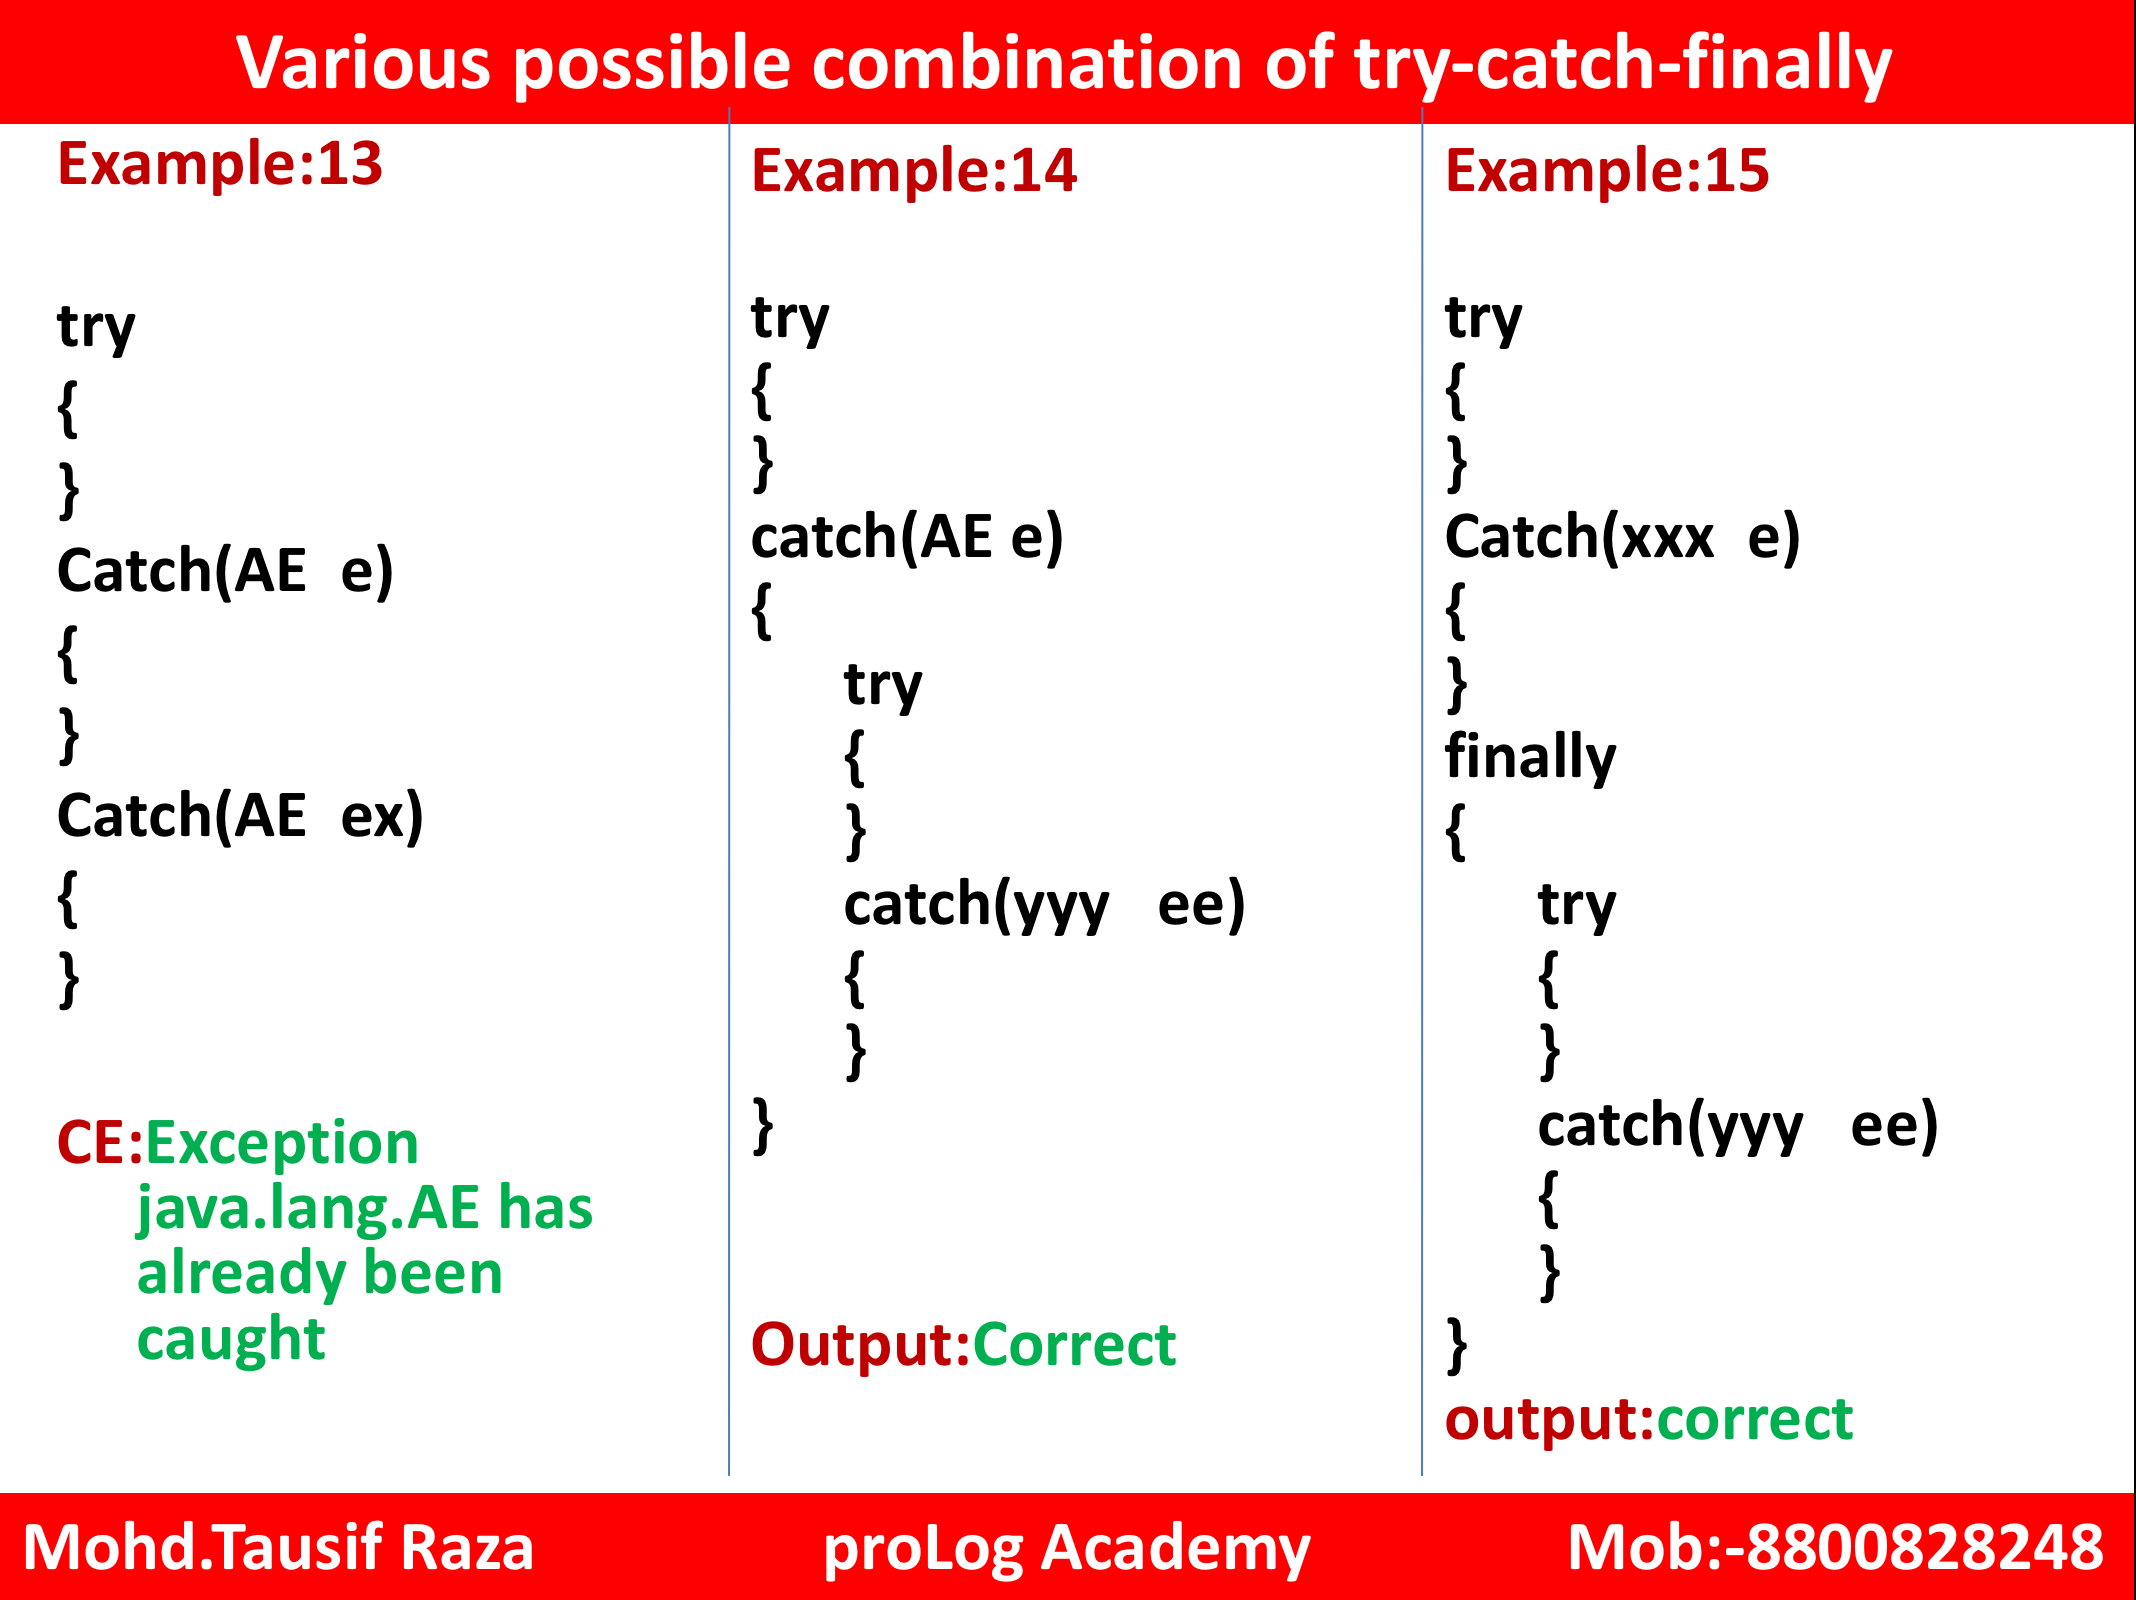 Various possible combination of try-catch-finally
Example:13
try
{
}
Catch(AE  e)
{
}
Catch(AE  ex)
{
}
CE:Exception
java.lang.AE has
already been
caught
Example:14
try
{
}
catch(AE e)
{
try
{
}
catch(yyy   ee)
{
}
}
Output:Correct
Example:15
try
{
}
Catch(xxx  e)
{
}
finally
{
try
{
}
catch(yyy   ee)
{
}
}
output:correct
Mohd.Tausif Raza
proLog Academy
Mob:-8800828248